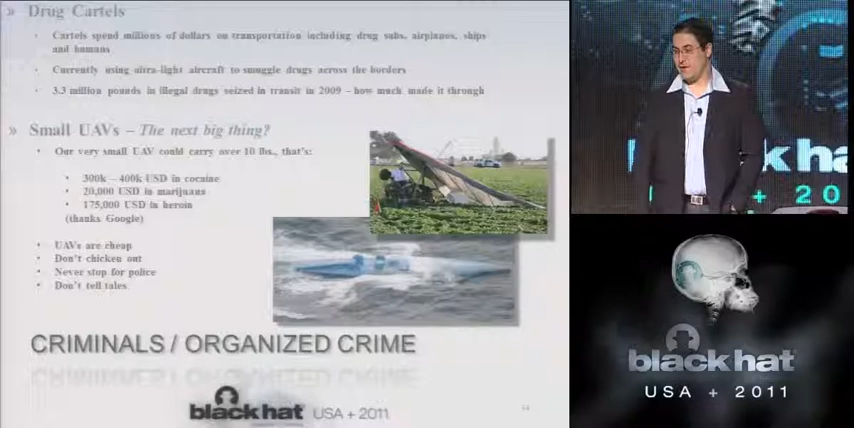 » Drug Cartels
Cartels spend millions of dollars on transportation including drug subs, airplanes, ships
and humans
Currently using ultra-light aircraft to smuggle drugs across the borders
3.3 million pounds in illegal drugs seized in transit in 2009 – how much made it through
» Small UAVs – The next big thing?
Our very small UAV could carry over 10 lbs., that's:
300k – 400k USD in cocaine
20,000 USD in marijuana
175,000 USD in heroin
(thanks Google)
UAVs are cheap
Don't chicken out
Never stop for police
Don't tell tales
CRIMINALS / ORGANIZED CRIME
black hat USA + 2011
ck ha
+ 20
black hat
USA + 2011